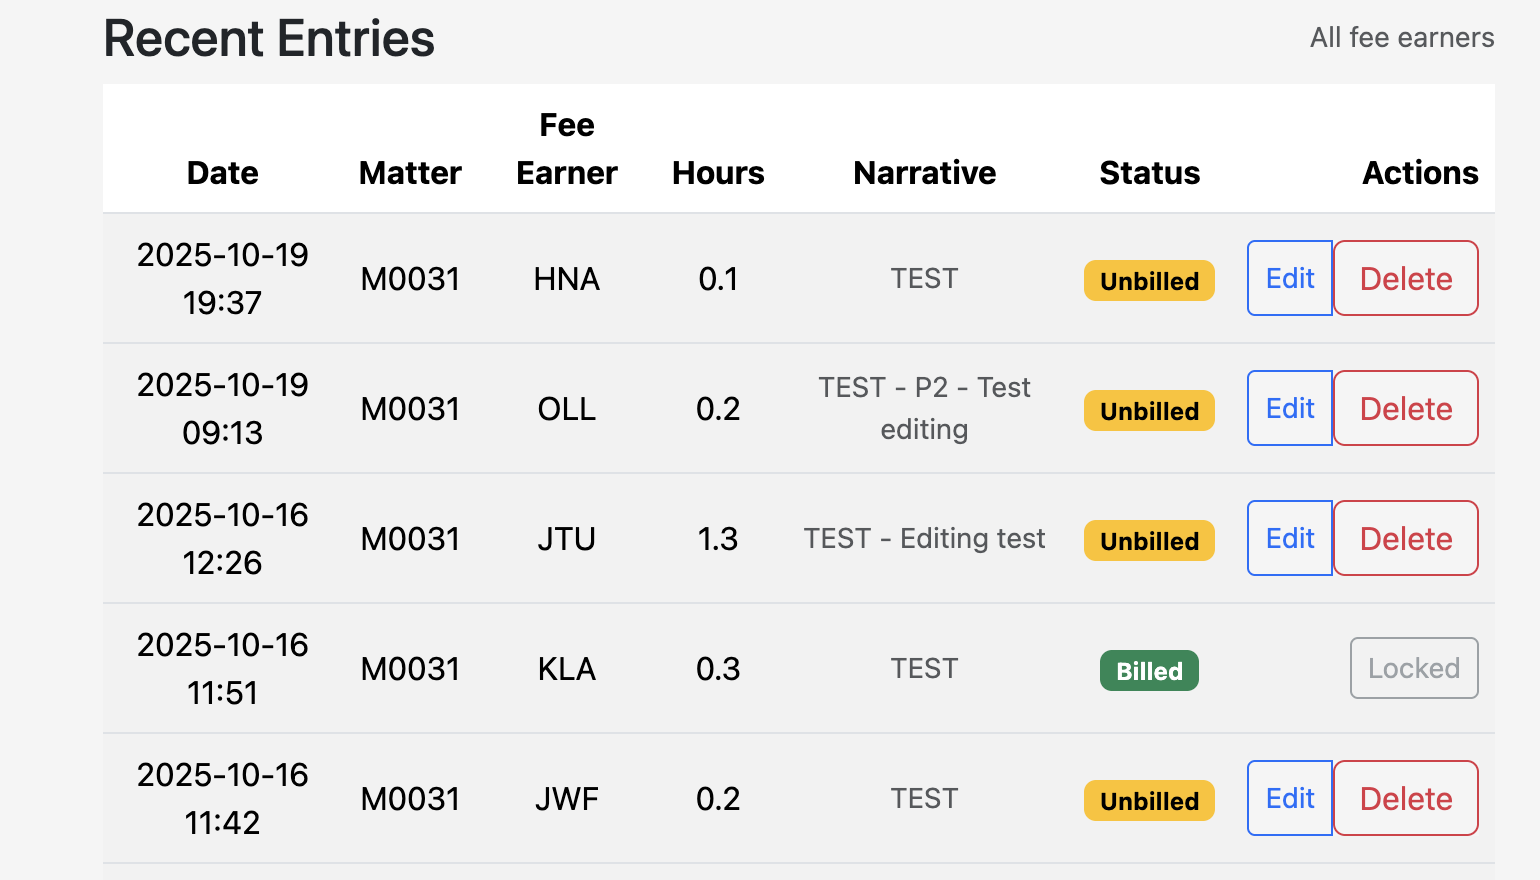 Recent Entries
All fee earners
Date Matter Fee Earner Hours Narrative Status Actions
2025-10-19 19:37 M0031 HNA 0.1 TEST Unbilled Edit Delete
2025-10-19 09:13 M0031 OLL 0.2 TEST - P2 - Test editing Unbilled Edit Delete
2025-10-16 12:26 M0031 JTU 1.3 TEST - Editing test Unbilled Edit Delete
2025-10-16 11:51 M0031 KLA 0.3 TEST Billed Locked
2025-10-16 11:42 M0031 JWF 0.2 TEST Unbilled Edit Delete